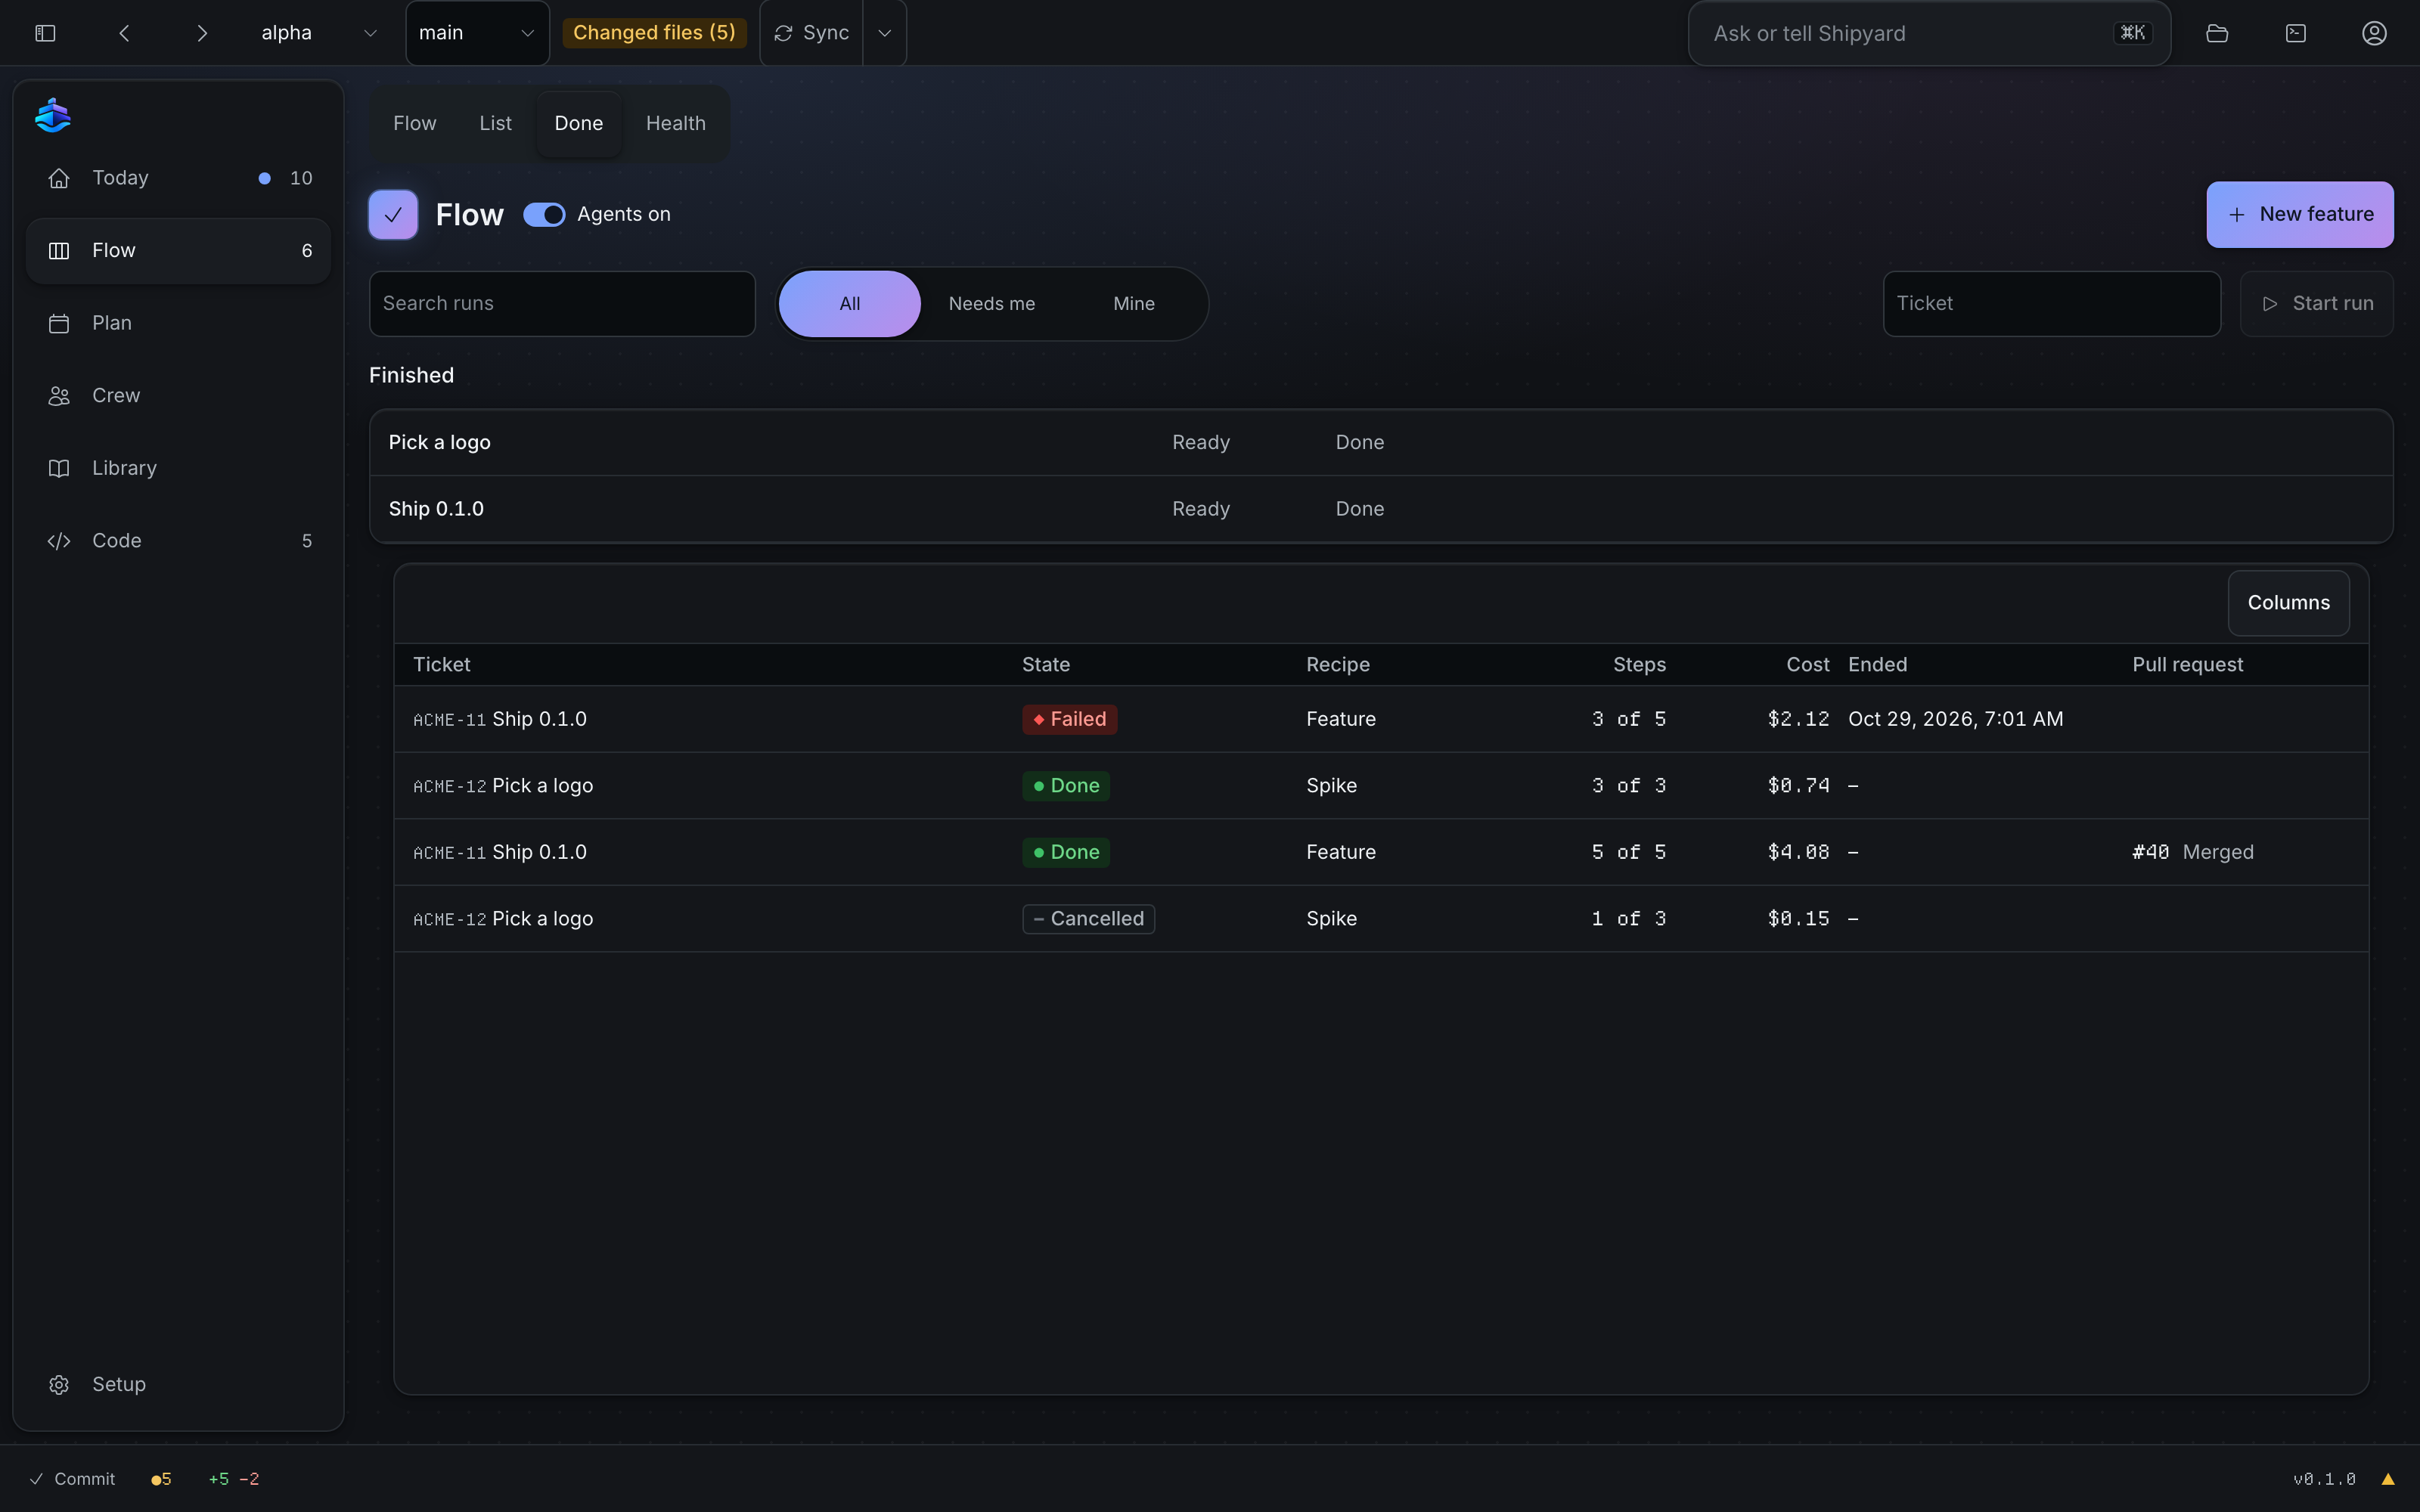 alpha main Changed files (5) Sync Ask or tell Shipyard ⌘K
Flow List Done Health
Today 10
Flow 6
Plan
Crew
Library
Code 5
Setup
Flow Agents on New feature
Search runs All Needs me Mine Ticket Start run
Finished
Pick a logo Ready Done
Ship 0.1.0 Ready Done
Columns
Ticket State Recipe Steps Cost Ended Pull request
ACME-11 Ship 0.1.0 Failed Feature 3 of 5 $2.12 Oct 29, 2026, 7:01 AM
ACME-12 Pick a logo Done Spike 3 of 3 $0.74 –
ACME-11 Ship 0.1.0 Done Feature 5 of 5 $4.08 – #40 Merged
ACME-12 Pick a logo Cancelled Spike 1 of 3 $0.15 –
Commit 5 +5 −2 v0.1.0